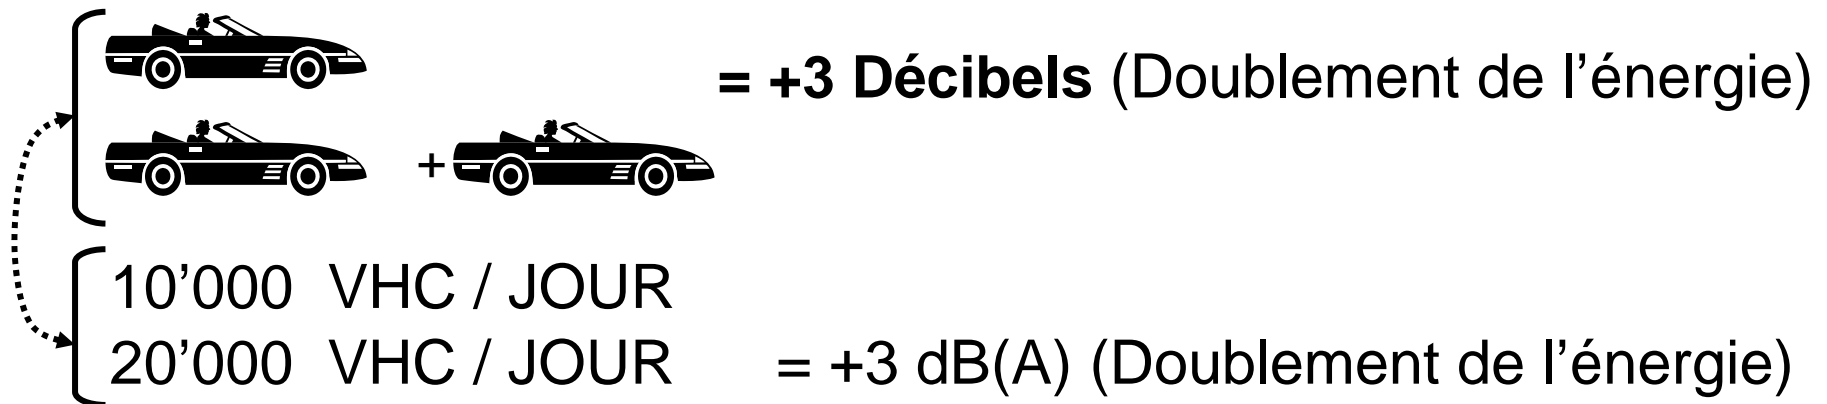 = +3 Décibels (Doublement de l’énergie)
+
10’000 VHC / JOUR
20’000 VHC / JOUR = +3 dB(A) (Doublement de l’énergie)